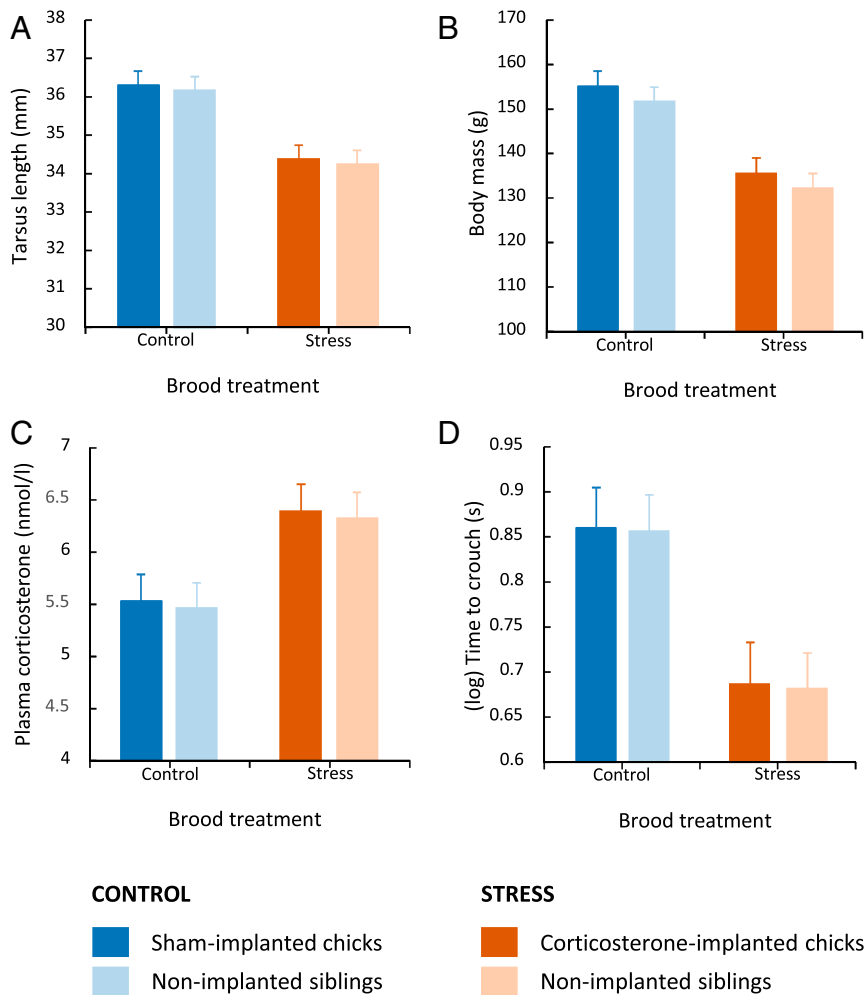 A
38
37
36
35
34
33
32
31
30
Tarsus length (mm)
Control
Stress
Brood treatment
B
170
160
150
140
130
120
110
100
Body mass (g)
Control
Stress
Brood treatment
C
7
6.5
6
5.5
5
4.5
4
Plasma corticosterone (nmol/l)
Control
Stress
Brood treatment
D
0.95
0.9
0.85
0.8
0.75
0.7
0.65
0.6
(log) Time to crouch (s)
Control
Stress
Brood treatment
CONTROL
Sham-implanted chicks
Non-implanted siblings
STRESS
Corticosterone-implanted chicks
Non-implanted siblings